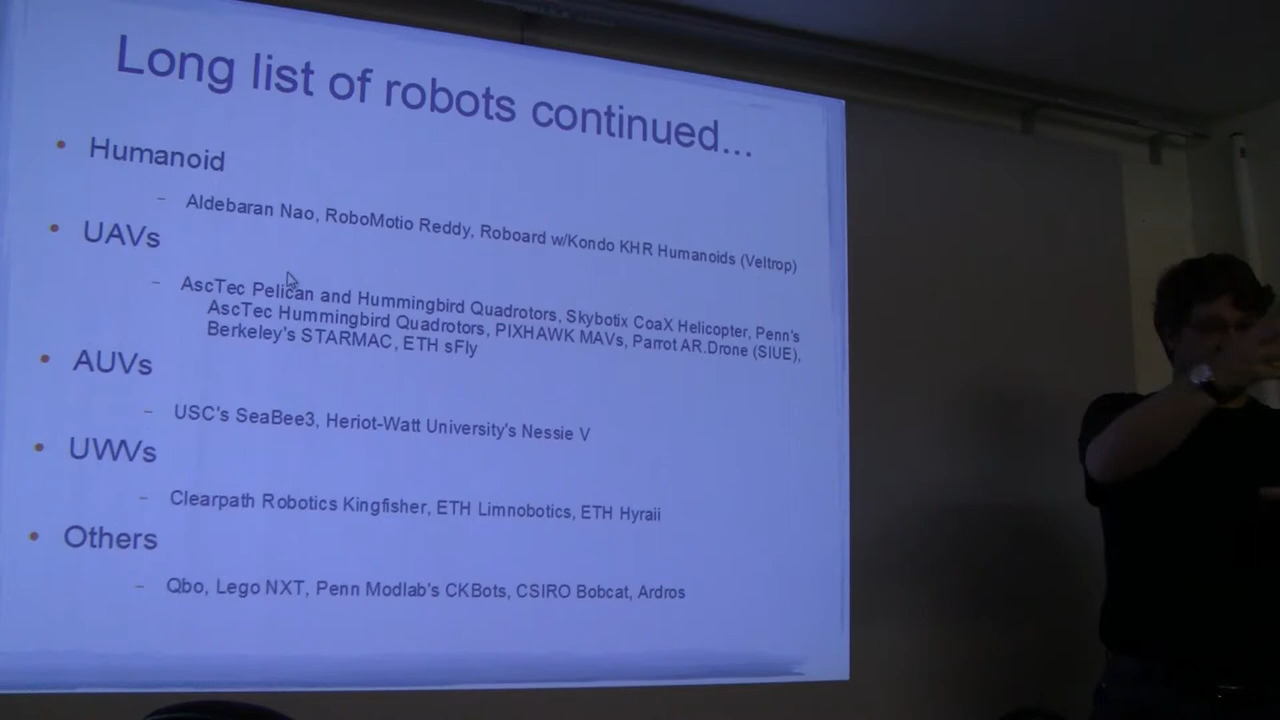 Long list of robots continued...
• Humanoid
– Aldebaran Nao, RoboMotio Reddy, Roboard w/Kondo KHR Humanoids (Veltrop)
• UAVs
– AscTec Pelican and Hummingbird Quadrotors, Skybotix CoaX Helicopter, Penn's
AscTec Hummingbird Quadrotors, PIXHAWK MAVs, Parrot AR.Drone (SIUE),
Berkeley's STARMAC, ETH sFly
• AUVs
– USC's SeaBee3, Heriot-Watt University's Nessie V
• UWVs
– Clearpath Robotics Kingfisher, ETH Limnobotics, ETH Hyraii
• Others
– Qbo, Lego NXT, Penn Modlab's CKBots, CSIRO Bobcat, Ardros